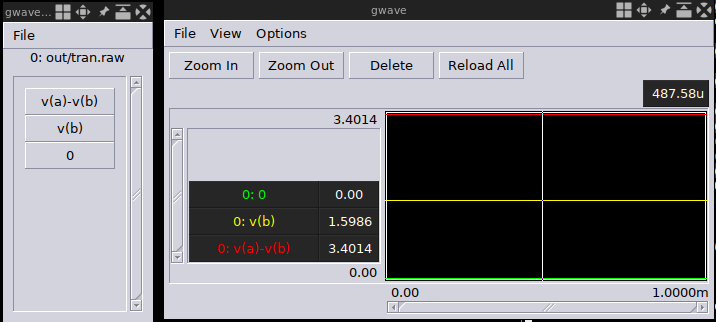 gwave...
File
0: out/tran.raw
v(a)-v(b)
v(b)
0
gwave
File View Options
Zoom In Zoom Out Delete Reload All
487.58u
3.4014
0: 0 0.00
0: v(b) 1.5986
0: v(a)-v(b) 3.4014
0.00
0.00 1.0000m